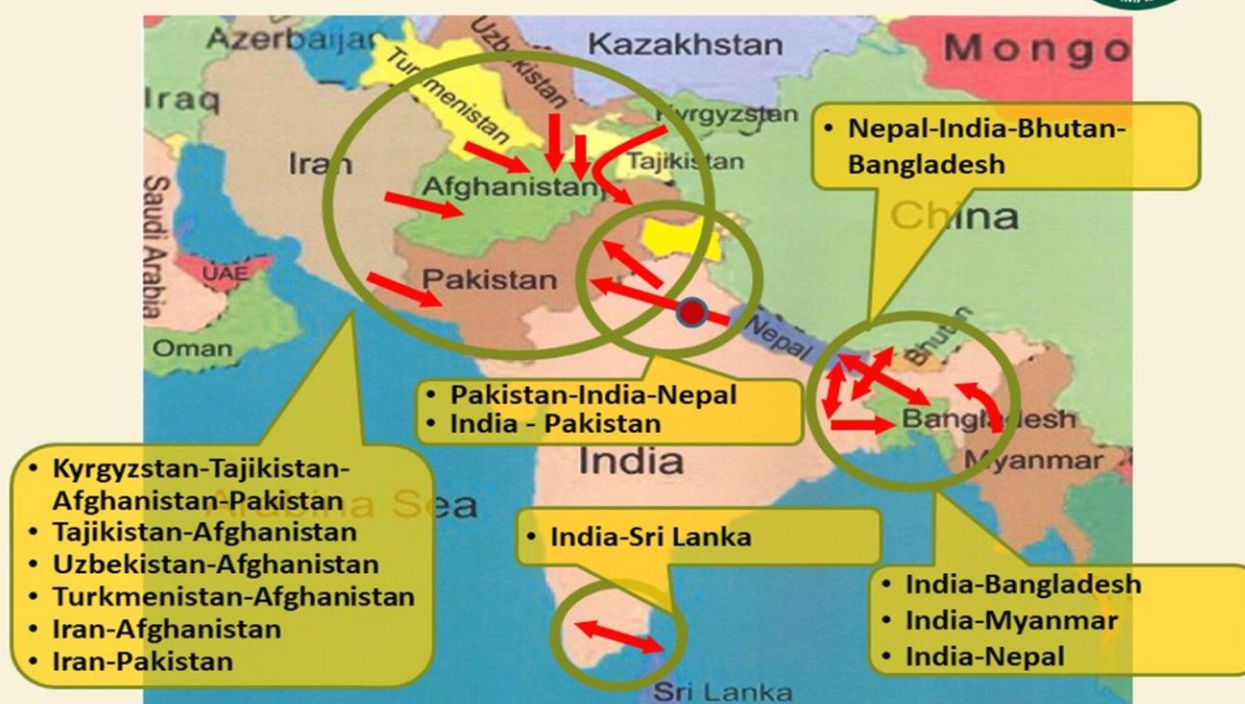 Azerbaijan
Uzbekistan
Kazakhstan
Mongo
Turkmenistan
Iraq
Kyrgyzstan
• Nepal-India-Bhutan-
Bangladesh
Iran
Tajikistan
Afghanistan
Saudi Arabia
China
UAE
Pakistan
Nepal
Bhutan
Oman
• Pakistan-India-Nepal
• India - Pakistan
Bangladesh
India
Myanmar
• Kyrgyzstan-Tajikistan-
Afghanistan-Pakistan
• Tajikistan-Afghanistan
• Uzbekistan-Afghanistan
• Turkmenistan-Afghanistan
• Iran-Afghanistan
• Iran-Pakistan
Sea
• India-Sri Lanka
• India-Bangladesh
• India-Myanmar
• India-Nepal
Sri Lanka